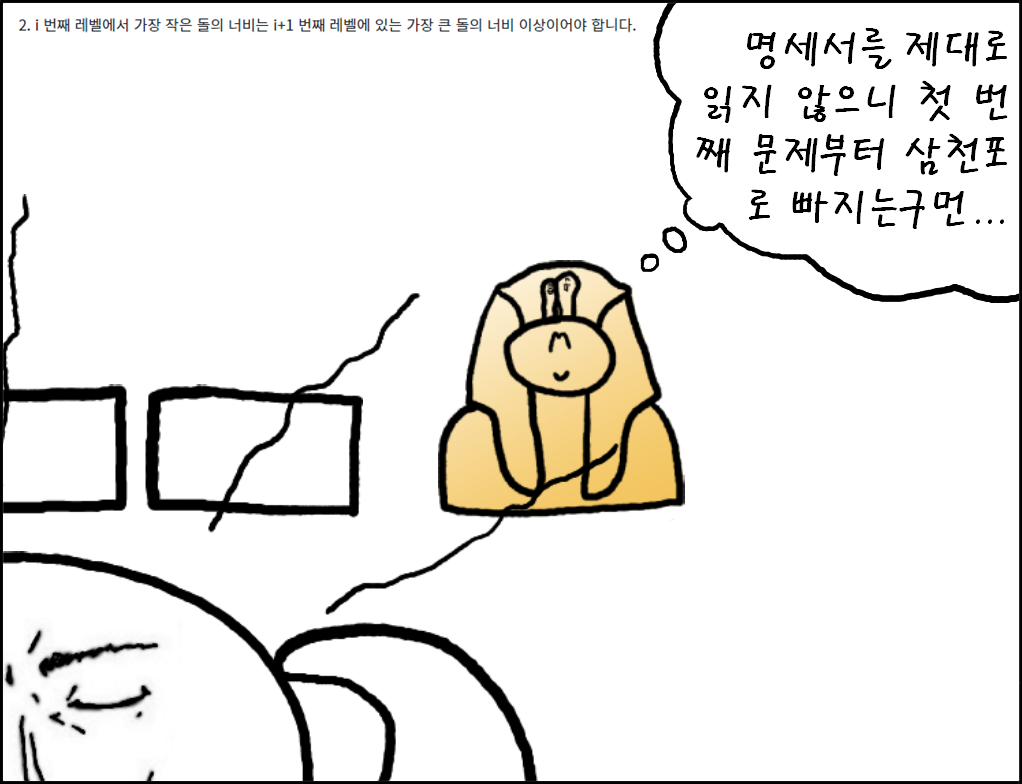 2. i 번째 레벨에서 가장 작은 돌의 너비는 i+1 번째 레벨에 있는 가장 큰 돌의 너비 이상이어야 합니다.
명세서를 제대로
읽지 않으니 첫 번
째 문제부터 삼천포
로 빠지는구먼...